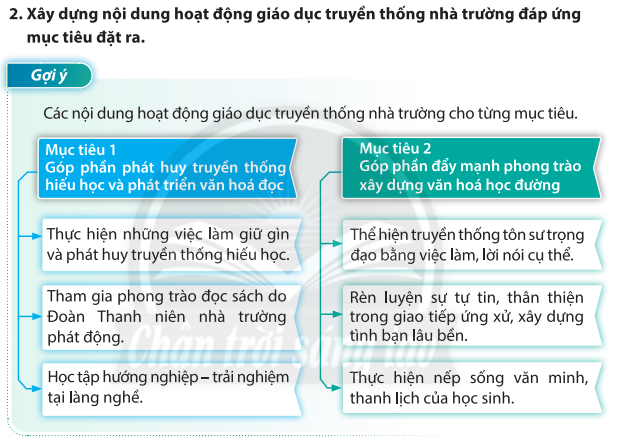 2. Xây dựng nội dung hoạt động giáo dục truyền thống nhà trường đáp ứng
mục tiêu đặt ra.
Gợi ý
Các nội dung hoạt động giáo dục truyền thống nhà trường cho từng mục tiêu.
Mục tiêu 1
Góp phần phát huy truyền thống
hiếu học và phát triển văn hoá đọc
Thực hiện những việc làm giữ gìn
và phát huy truyền thống hiếu học.
Tham gia phong trào đọc sách do
Đoàn Thanh niên nhà trường
phát động.
Học tập hướng nghiệp – trải nghiệm
tại làng nghề.
Mục tiêu 2
Góp phần đẩy mạnh phong trào
xây dựng văn hoá học đường
Thể hiện truyền thống tôn sư trọng
đạo bằng việc làm, lời nói cụ thể.
Rèn luyện sự tự tin, thân thiện
trong giao tiếp ứng xử, xây dựng
tình bạn lâu bền.
Thực hiện nếp sống văn minh,
thanh lịch của học sinh.
Chân trời sáng tạo